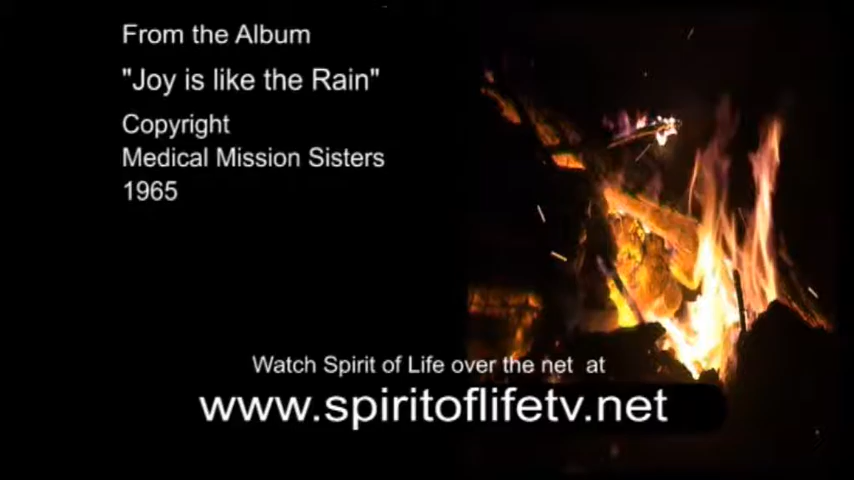 From the Album
"Joy is like the Rain"
Copyright
Medical Mission Sisters
1965
Watch Spirit of Life over the net at
www.spiritoflifetv.net